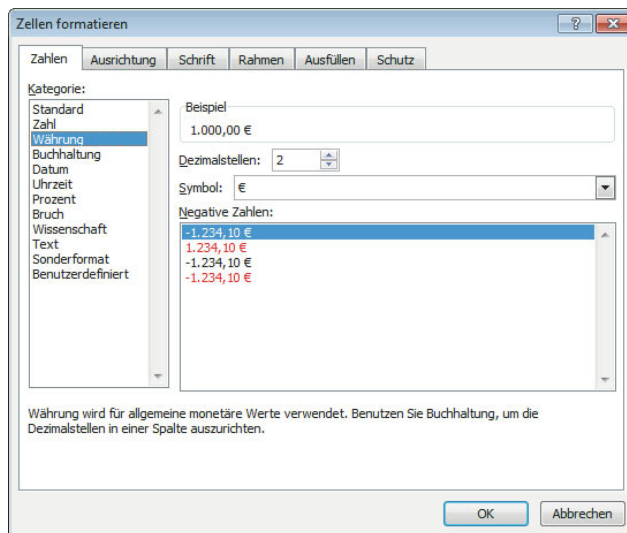 Zellen formatieren
Zahlen Ausrichtung Schrift Rahmen Ausfüllen Schutz
Kategorie:
Standard
Zahl
Währung
Buchhaltung
Datum
Uhrzeit
Prozent
Bruch
Wissenschaft
Text
Sonderformat
Benutzerdefiniert
Beispiel
1.000,00 €
Dezimalstellen: 2
Symbol: €
Negative Zahlen:
-1.234,10 €
1.234,10 €
-1.234,10 €
-1.234,10 €
Währung wird für allgemeine monetäre Werte verwendet. Benutzen Sie Buchhaltung, um die
Dezimalstellen in einer Spalte auszurichten.
OK Abbrechen